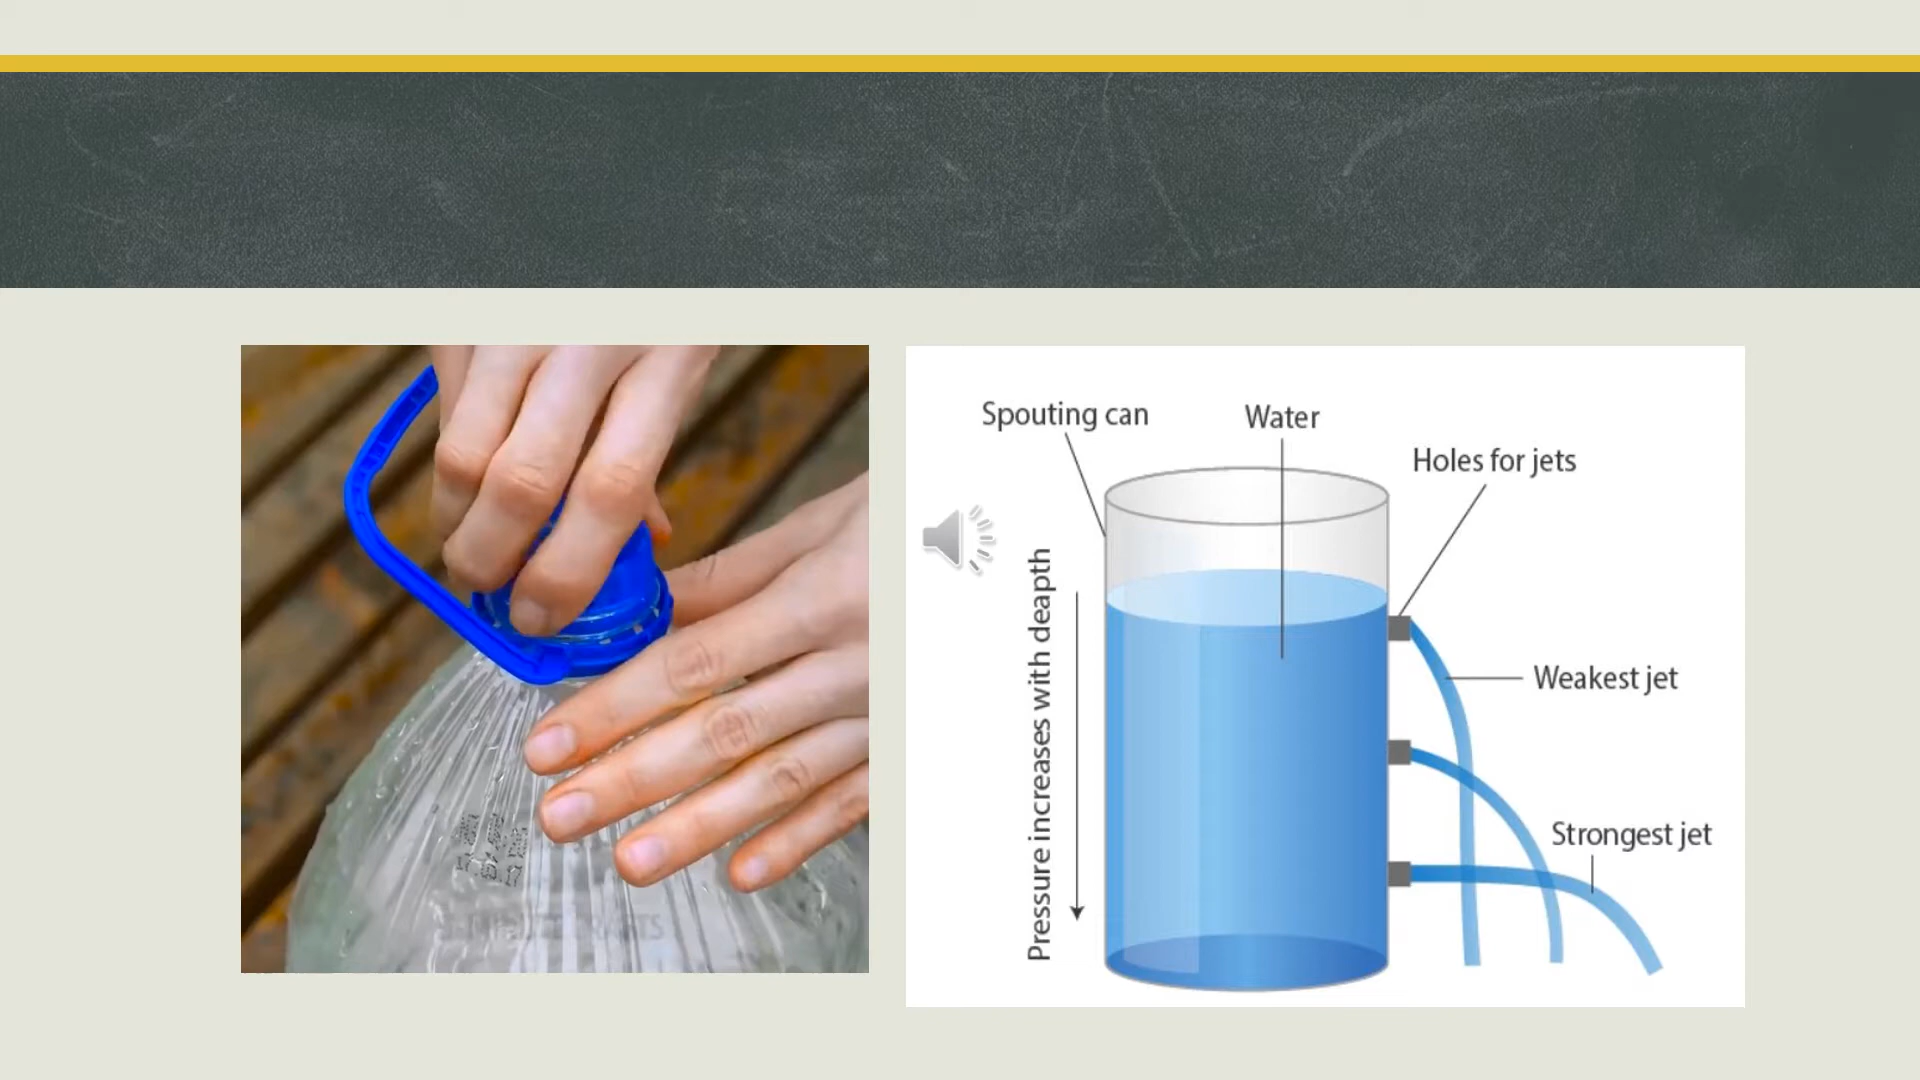 Spouting can
Water
Holes for jets
Pressure increases with deapth
Weakest jet
Strongest jet